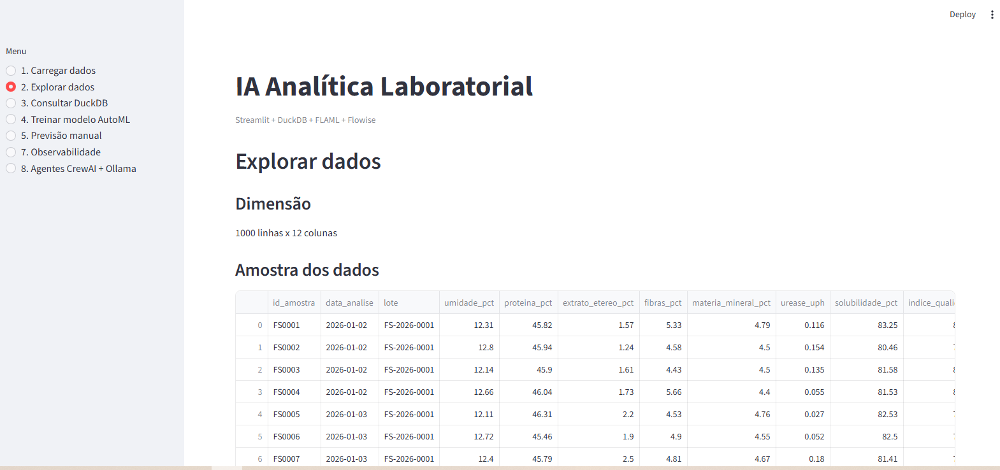 Deploy
Menu
1. Carregar dados
2. Explorar dados
3. Consultar DuckDB
4. Treinar modelo AutoML
5. Previsão manual
7. Observabilidade
8. Agentes CrewAI + Ollama
IA Analítica Laboratorial
Streamlit + DuckDB + FLAML + Flowise
Explorar dados
Dimensão
1000 linhas x 12 colunas
Amostra dos dados
id_amostra data_analise lote umidade_pct proteina_pct extrato_etereo_pct fibras_pct materia_mineral_pct urease_uph solubilidade_pct indice_quali
0 FS0001 2026-01-02 FS-2026-0001 12.31 45.82 1.57 5.33 4.79 0.116 83.25
1 FS0002 2026-01-02 FS-2026-0001 12.8 45.94 1.24 4.58 4.5 0.154 80.46
2 FS0003 2026-01-02 FS-2026-0001 12.14 45.9 1.61 4.43 4.5 0.135 81.58
3 FS0004 2026-01-02 FS-2026-0001 12.66 46.04 1.73 5.66 4.4 0.055 81.53
4 FS0005 2026-01-03 FS-2026-0001 12.11 46.31 2.2 4.53 4.76 0.027 82.53
5 FS0006 2026-01-03 FS-2026-0001 12.72 45.46 1.9 4.9 4.55 0.052 82.5
6 FS0007 2026-01-03 FS-2026-0001 12.4 45.79 2.5 4.81 4.67 0.18 81.41